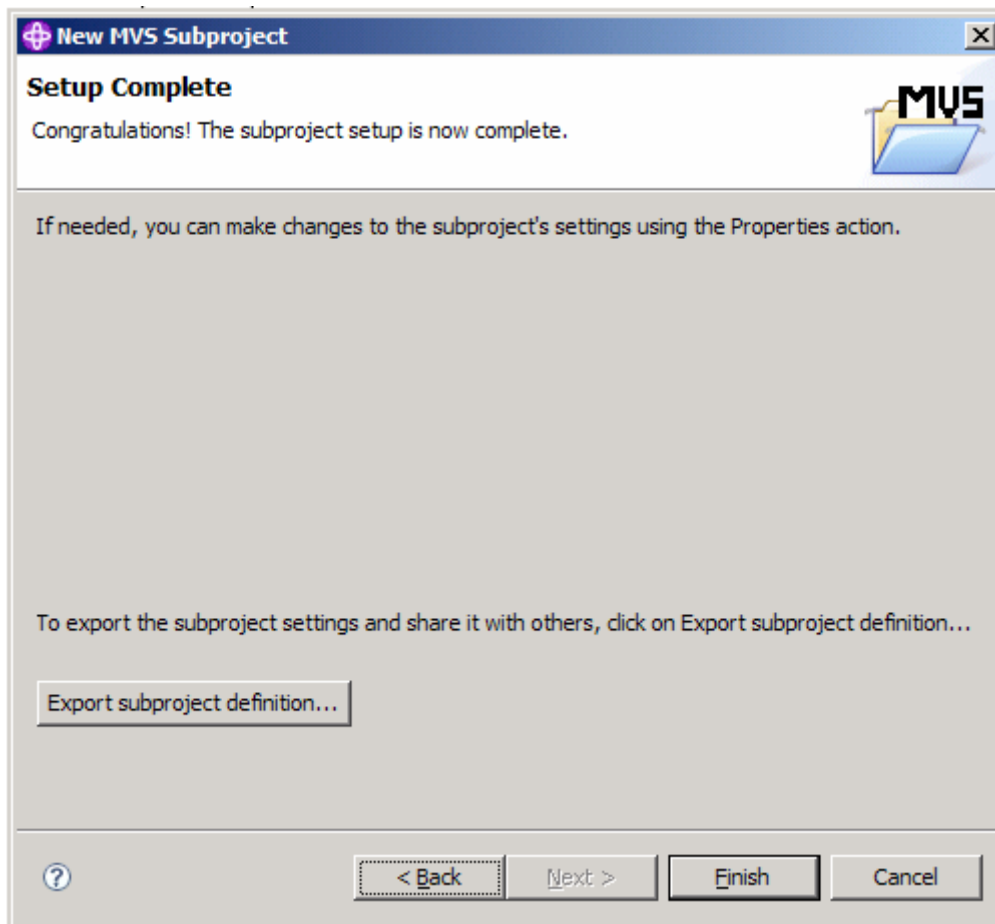 New MVS Subproject
Setup Complete
Congratulations! The subproject setup is now complete.
MVS
If needed, you can make changes to the subproject's settings using the Properties action.
To export the subproject settings and share it with others, click on Export subproject definition...
Export subproject definition...
? < Back Next > Finish Cancel